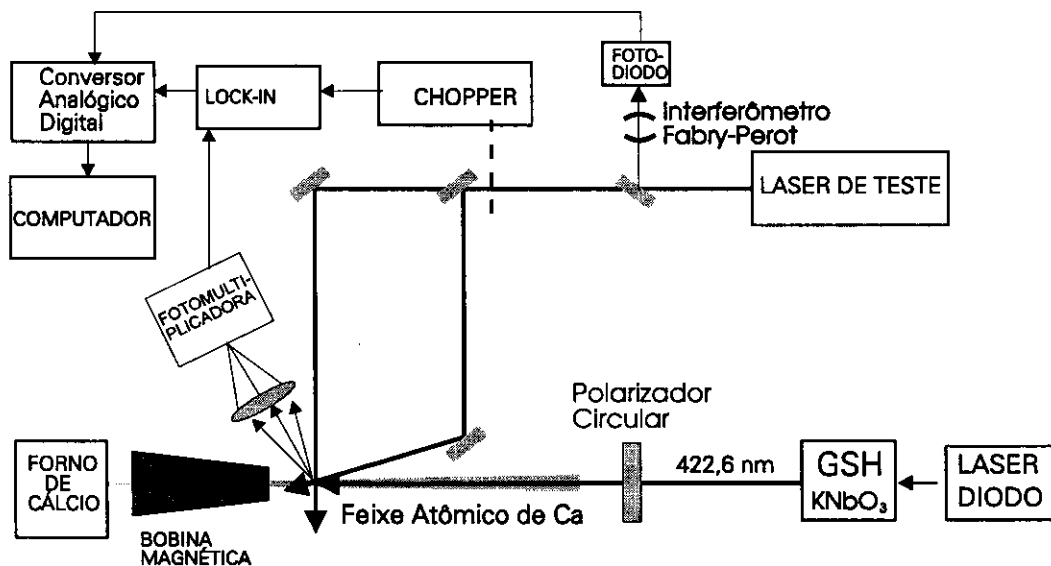 FOTO-
DIODO
Conversor
Analógico
Digital
LOCK-IN
CHOPPER
Interferômetro
Fabry-Perot
LASER DE TESTE
COMPUTADOR
FOTOMULTI-
PLICADORA
Polarizador
Circular
FORNO
DE
CÁLCIO
422,6 nm
GSH
KNbO₃
LASER
DIODO
Feixe Atômico de Ca
BOBINA
MAGNÉTICA